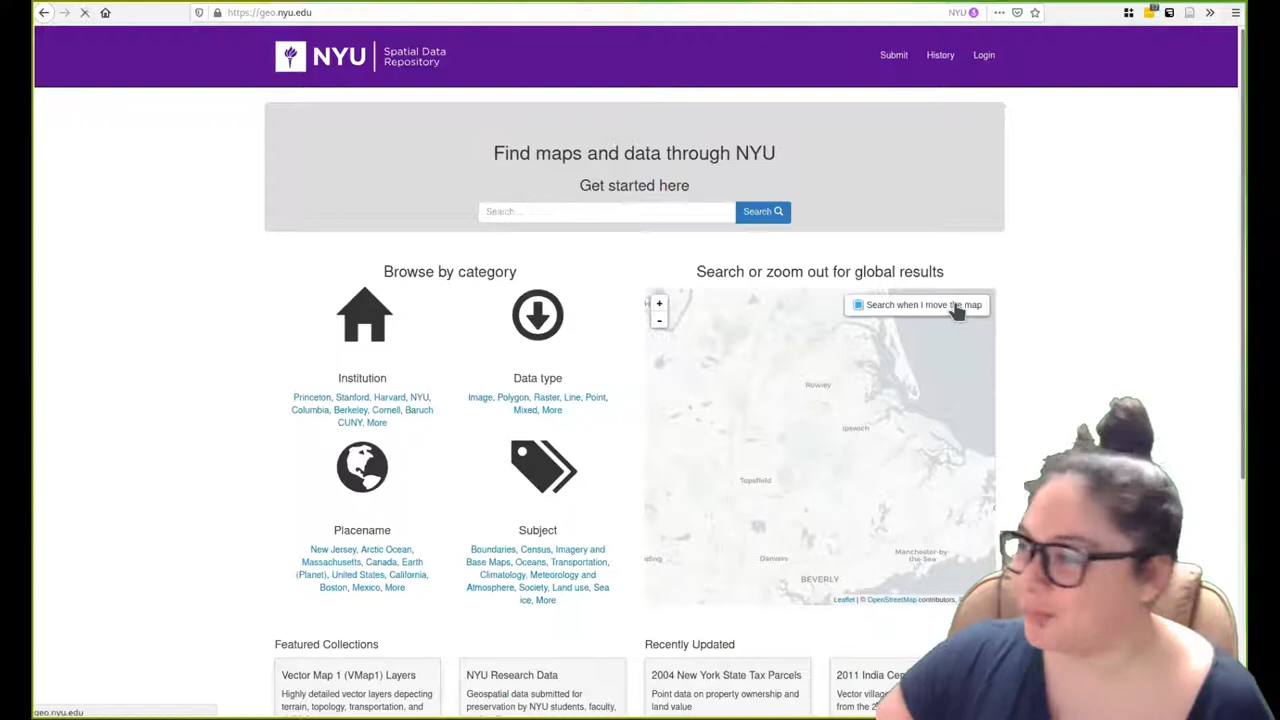 https://geo.nyu.edu
NYU
17
NYU
Spatial Data
Repository
Submit
History
Login
Find maps and data through NYU
Get started here
Search...
Search
Browse by category
Search or zoom out for global results
+
-
Search when I move the map
Institution
Princeton, Stanford, Harvard, NYU,
Columbia, Berkeley, Cornell, Baruch
CUNY, More
Data type
Image, Polygon, Raster, Line, Point,
Mixed, More
Rowley
Ipswich
Topsfield
Danvers
Manchester-by-
the-Sea
BEVERLY
Leaflet | © OpenStreetMap contributors,
Placename
New Jersey, Arctic Ocean,
Massachusetts, Canada, Earth
(Planet), United States, California,
Boston, Mexico, More
Subject
Boundaries, Census, Imagery and
Base Maps, Oceans, Transportation,
Climatology, Meteorology and
Atmosphere, Society, Land use, Sea
ice, More
Featured Collections
Recently Updated
Vector Map 1 (VMap1) Layers
Highly detailed vector layers depicting
terrain, topology, transportation, and
NYU Research Data
Geospatial data submitted for
preservation by NYU students, faculty,
2004 New York State Tax Parcels
Point data on property ownership and
land value
2011 India Cen
Vector villag
from the 2
geo.nyu.edu